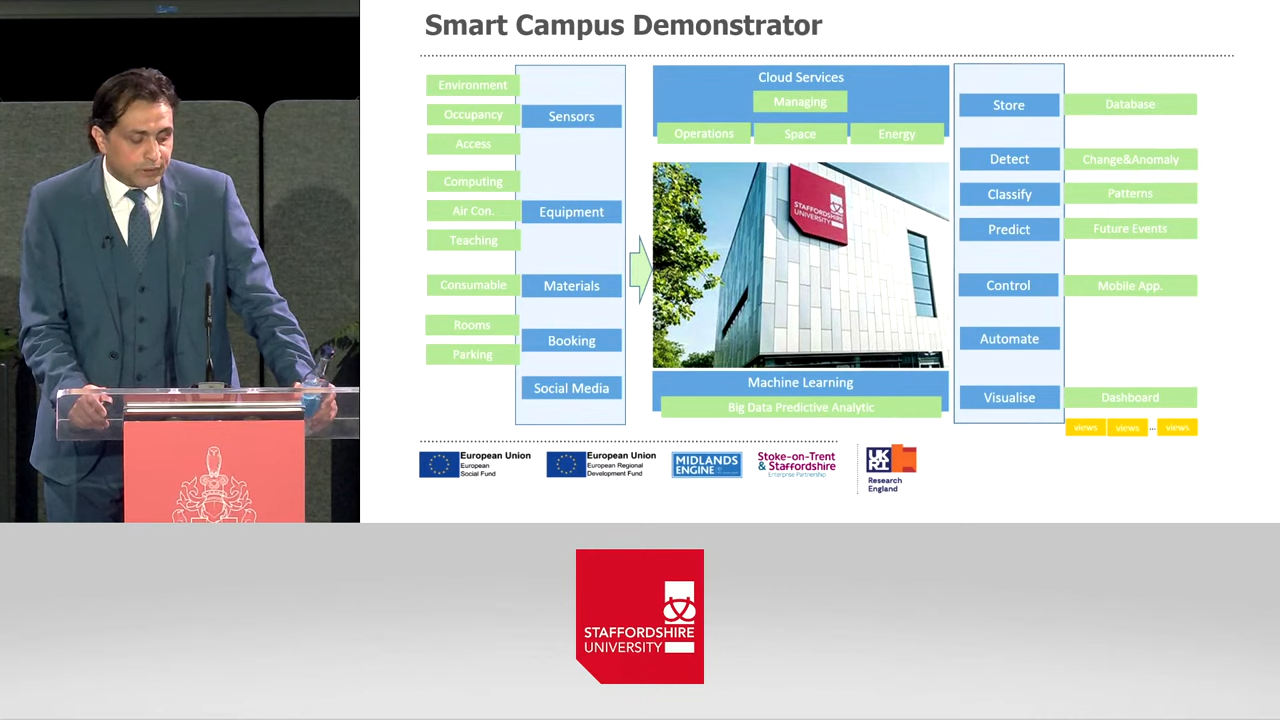 Smart Campus Demonstrator
Environment
Occupancy
Access
Computing
Air Con.
Teaching
Consumable
Rooms
Parking
Sensors
Equipment
Materials
Booking
Social Media
Cloud Services
Managing
Operations
Space
Energy
STAFFORDSHIRE
UNIVERSITY
Machine Learning
Big Data Predictive Analytic
Store
Detect
Classify
Predict
Control
Automate
Visualise
Database
Change&Anomaly
Patterns
Future Events
Mobile App.
Dashboard
views
views
...
views
European Union
European
Social Fund
European Union
European Regional
Development Fund
MIDLANDS
ENGINE
Stoke-on-Trent
& Staffordshire
Enterprise Partnership
UK
RI
Research
England
STAFFORDSHIRE
UNIVERSITY